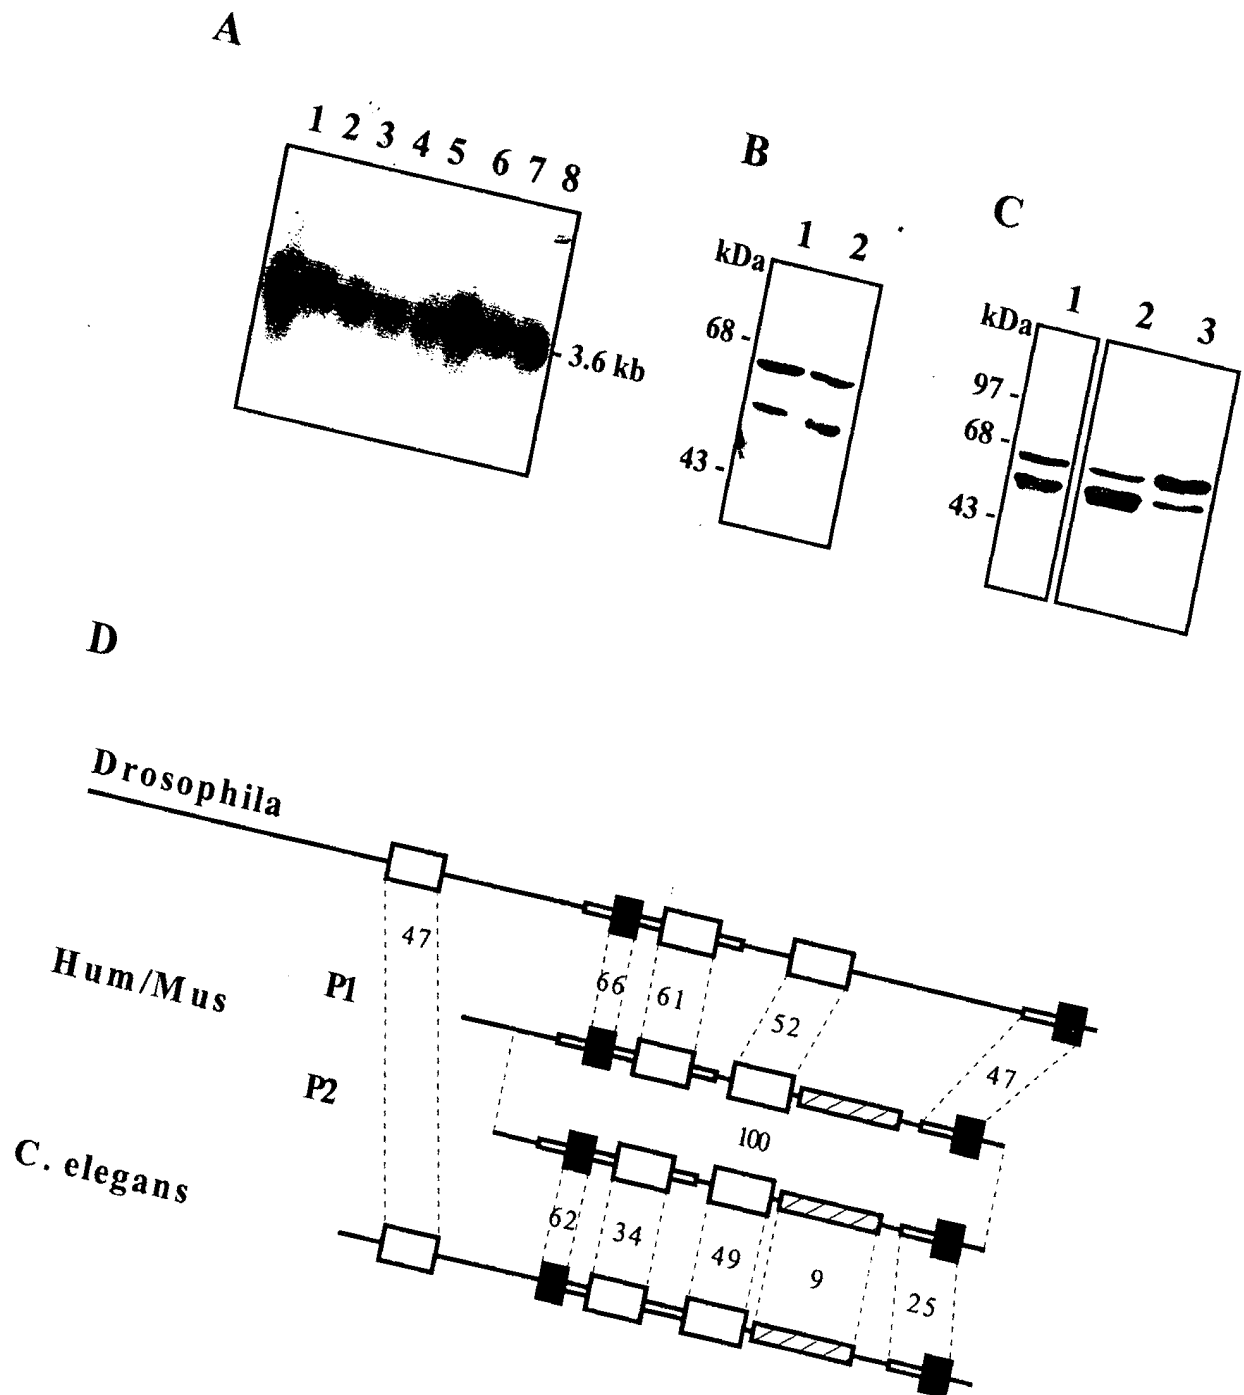 A
1 2 3 4 5 6 7 8
3.6 kb
B
kDa 1 2
68
43
C
kDa 1 2 3
97
68
43
D
Drosophila
47
Hum/Mus
P1
66 61 52 47
P2
100
C. elegans
62 34 49 9 25